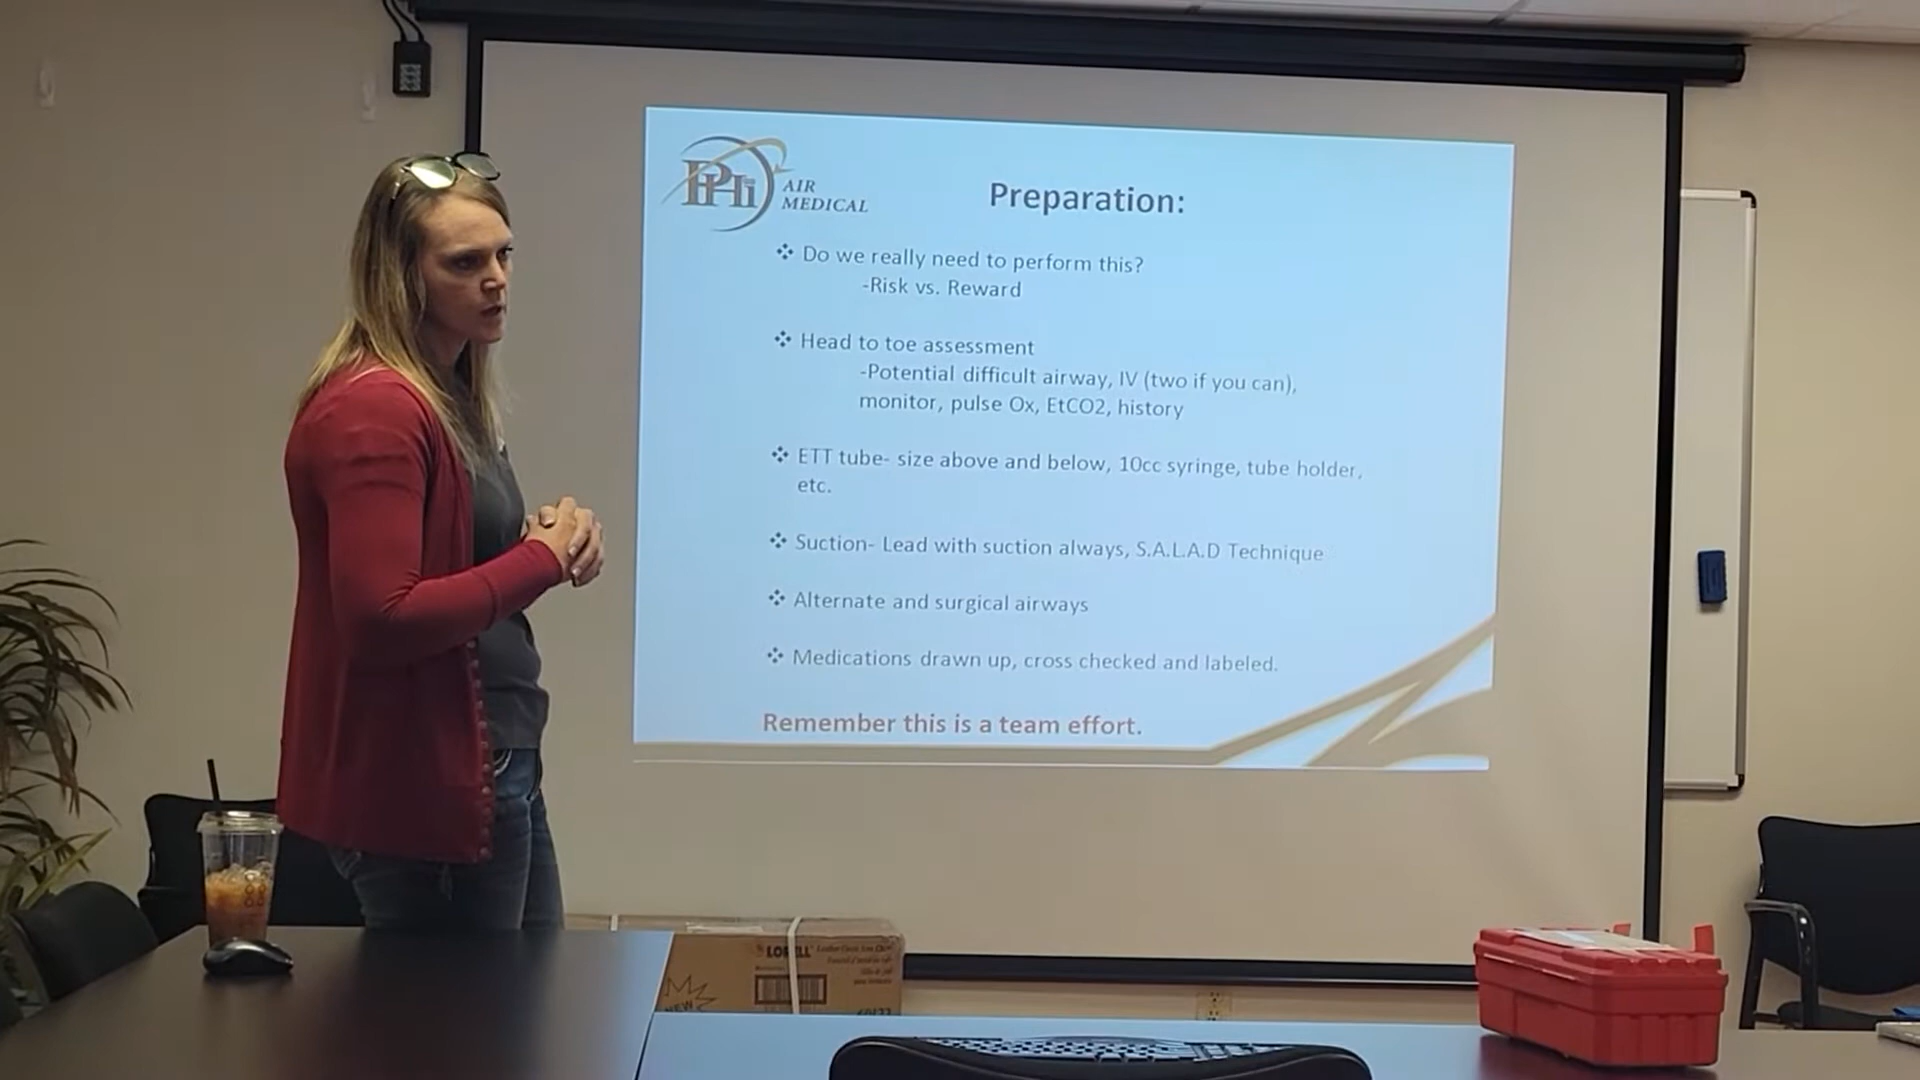 PHi AIR
MEDICAL
Preparation:
❖ Do we really need to perform this?
-Risk vs. Reward
❖ Head to toe assessment
-Potential difficult airway, IV (two if you can),
monitor, pulse Ox, EtCO2, history
❖ ETT tube- size above and below, 10cc syringe, tube holder,
etc.
❖ Suction- Lead with suction always, S.A.L.A.D Technique
❖ Alternate and surgical airways
❖ Medications drawn up, cross checked and labeled.
Remember this is a team effort.
NEW